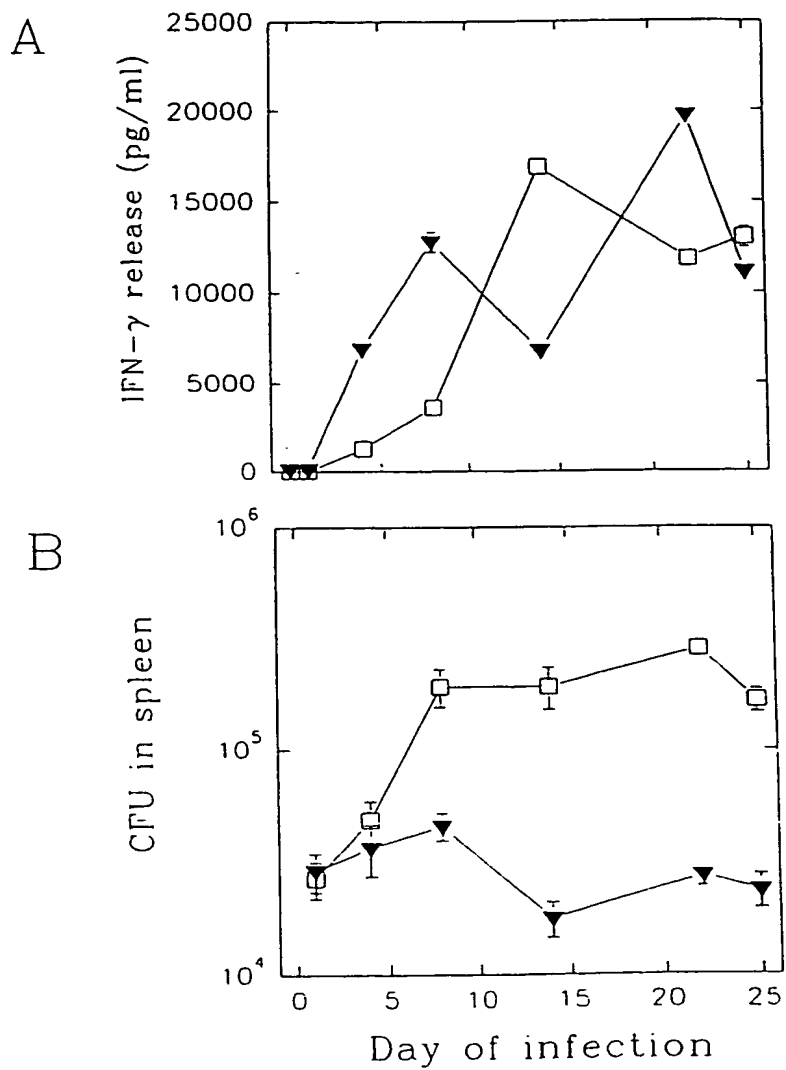 A
IFN-γ release (pg/ml)
25000
20000
15000
10000
5000
0
B
CFU in spleen
10^6
10^5
10^4
0 5 10 15 20 25
Day of infection